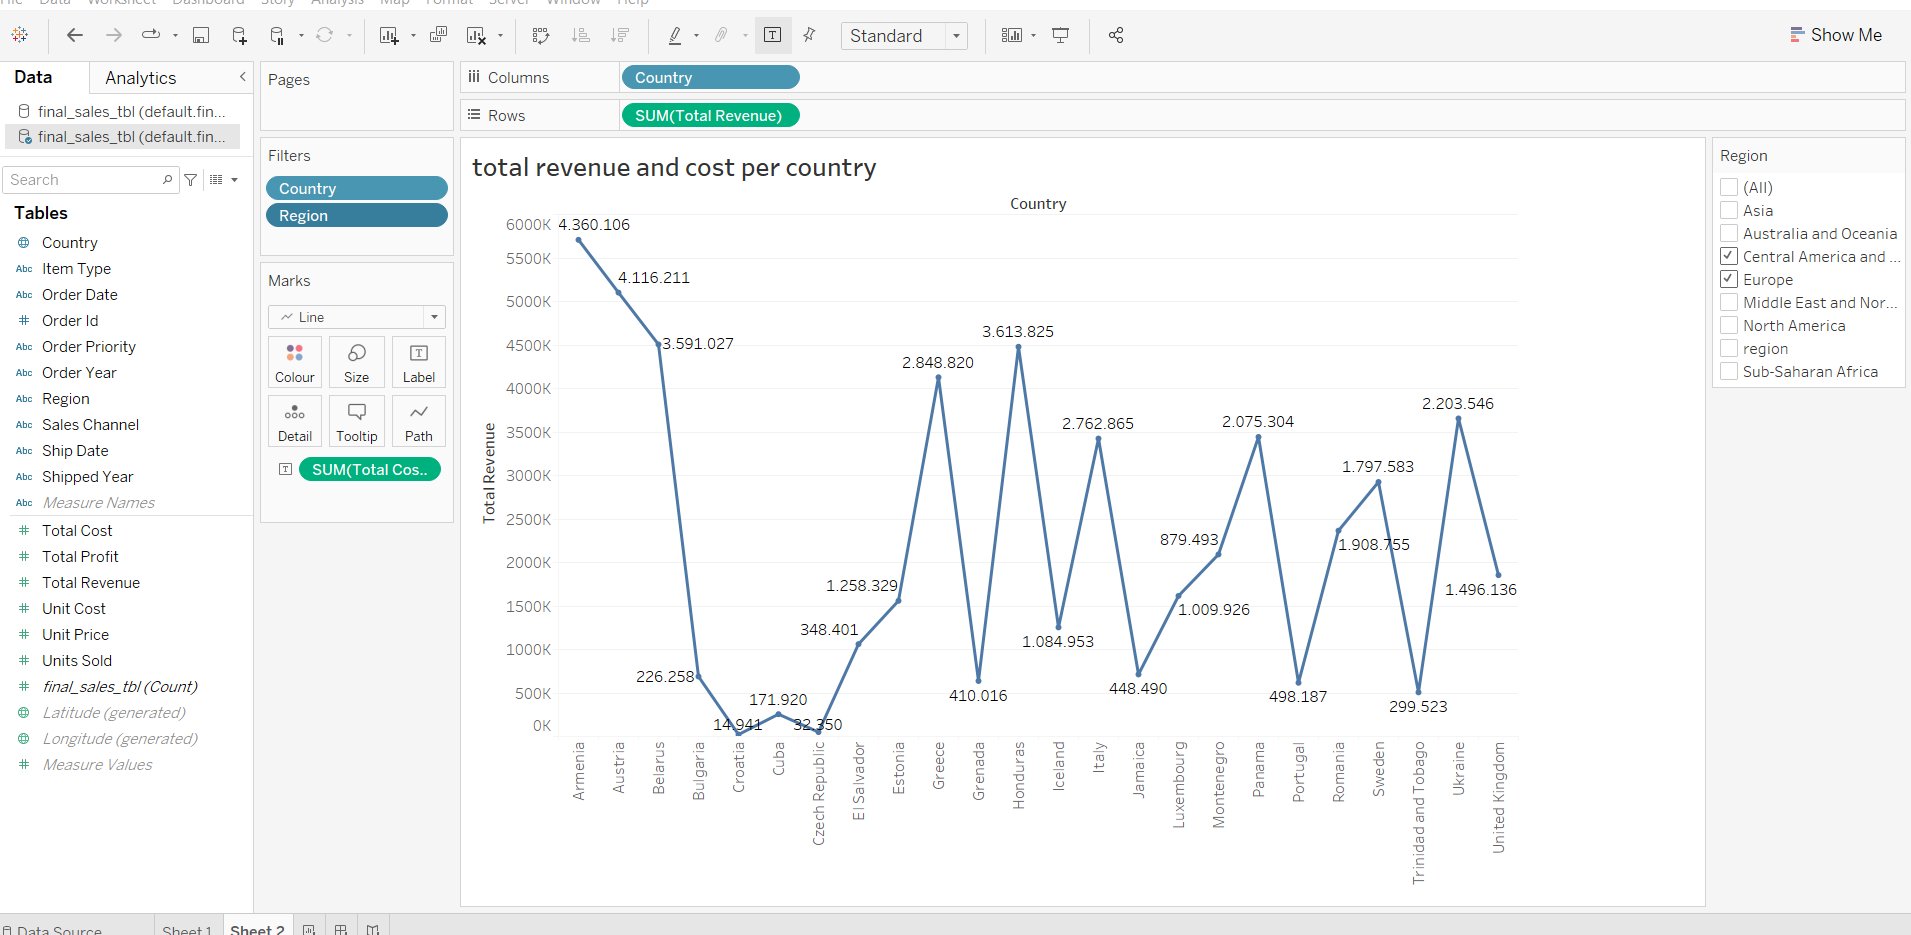 File Data Worksheet Dashboard Story Analysis Map Format Server Window Help
Standard
Show Me
Data
Analytics
final_sales_tbl (default.fin...
final_sales_tbl (default.fin...
Search
Tables
Country
Abc Item Type
Abc Order Date
# Order Id
Abc Order Priority
Abc Order Year
Abc Region
Abc Sales Channel
Abc Ship Date
Abc Shipped Year
Abc Measure Names
# Total Cost
# Total Profit
# Total Revenue
# Unit Cost
# Unit Price
# Units Sold
# final_sales_tbl (Count)
Latitude (generated)
Longitude (generated)
# Measure Values
Pages
Filters
Country
Region
Marks
Line
Colour
Size
T
Label
Detail
Tooltip
Path
T
SUM(Total Cos..
Columns
Country
Rows
SUM(Total Revenue)
total revenue and cost per country
Country
Total Revenue
6000K
5500K
5000K
4500K
4000K
3500K
3000K
2500K
2000K
1500K
1000K
500K
0K
4.360.106
4.116.211
3.591.027
226.258
14.941
171.920
32.350
348.401
1.258.329
2.848.820
410.016
3.613.825
1.084.953
2.762.865
448.490
1.009.926
879.493
2.075.304
498.187
1.908.755
1.797.583
299.523
2.203.546
1.496.136
Armenia
Austria
Belarus
Bulgaria
Croatia
Cuba
Czech Republic
El Salvador
Estonia
Greece
Grenada
Honduras
Iceland
Italy
Jamaica
Luxembourg
Montenegro
Panama
Portugal
Romania
Sweden
Trinidad and Tobago
Ukraine
United Kingdom
Region
(All)
Asia
Australia and Oceania
Central America and ...
Europe
Middle East and Nor...
North America
region
Sub-Saharan Africa
Data Source
Sheet 1
Sheet 2